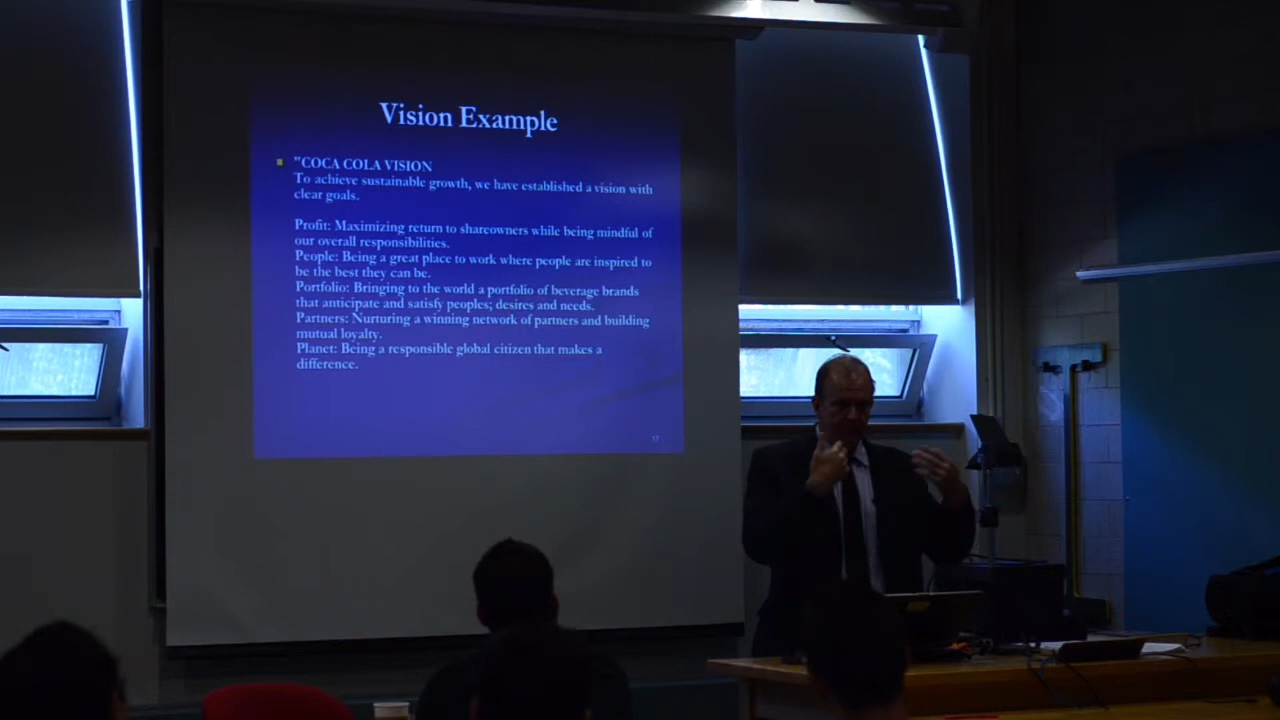 Vision Example
"COCA COLA VISION
To achieve sustainable growth, we have established a vision with
clear goals.
Profit: Maximizing return to shareowners while being mindful of
our overall responsibilities.
People: Being a great place to work where people are inspired to
be the best they can be.
Portfolio: Bringing to the world a portfolio of beverage brands
that anticipate and satisfy peoples; desires and needs.
Partners: Nurturing a winning network of partners and building
mutual loyalty.
Planet: Being a responsible global citizen that makes a
difference.
17